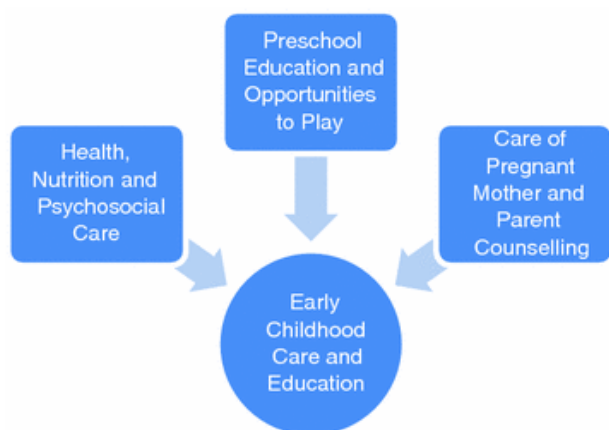 Preschool
Education and
Opportunities
to Play
Health,
Nutrition and
Psychosocial
Care
Care of
Pregnant
Mother and
Parent
Counselling
Early
Childhood
Care and
Education